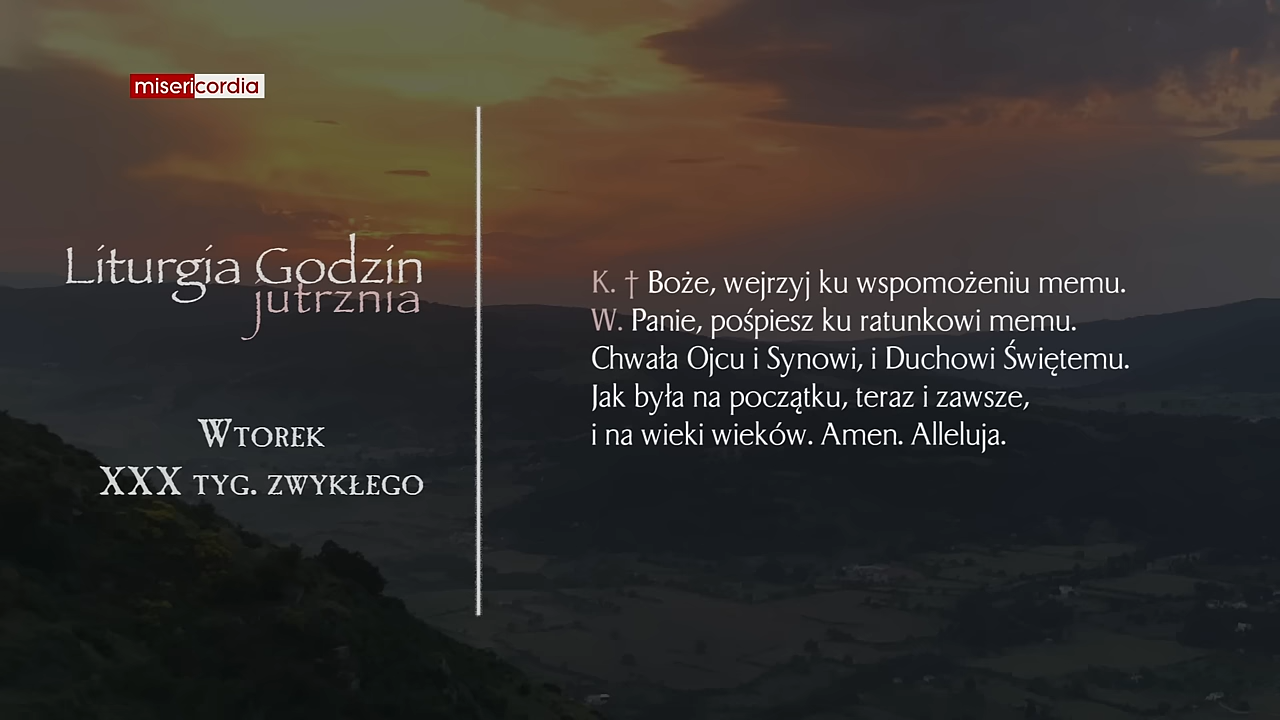 misericordia
Liturgia Godzin
jutrznia
Wtorek
XXX tyg. zwykłego
K. † Boże, wejrzyj ku wspomożeniu memu.
W. Panie, pośpiesz ku ratunkowi memu.
Chwała Ojcu i Synowi, i Duchowi Świętemu.
Jak była na początku, teraz i zawsze,
i na wieki wieków. Amen. Alleluja.